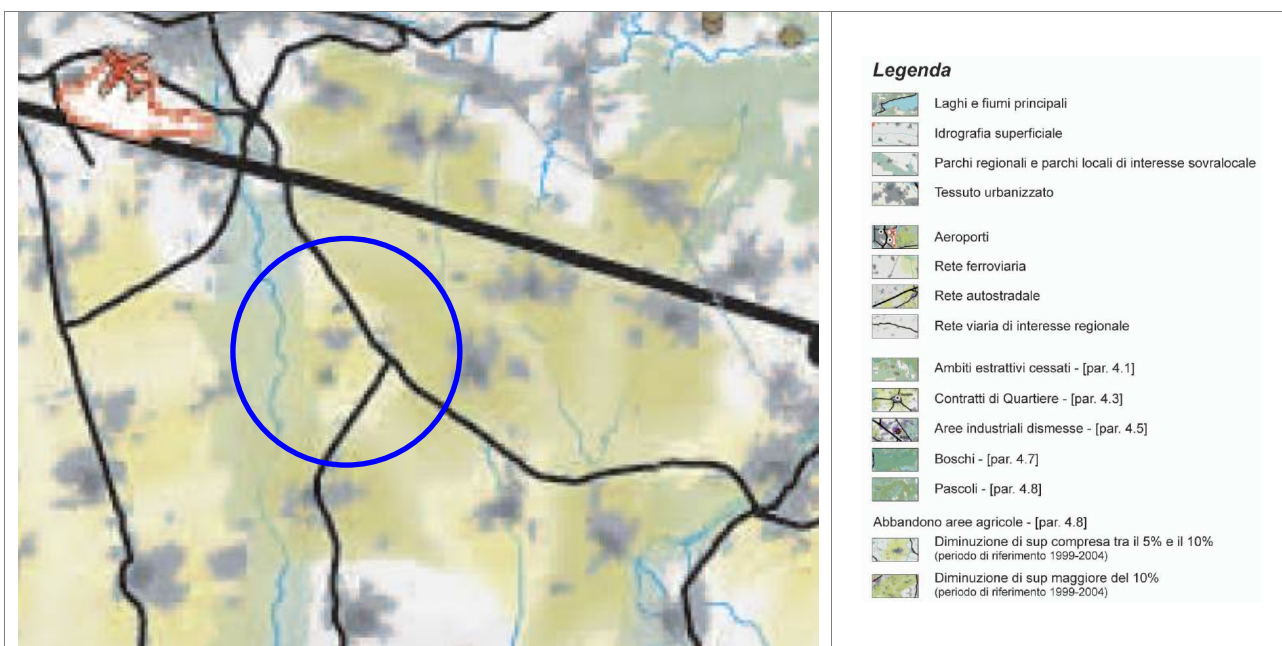 Legenda
Laghi e fiumi principali
Idrografia superficiale
Parchi regionali e parchi locali di interesse sovralocale
Tessuto urbanizzato
Aeroporti
Rete ferroviaria
Rete autostradale
Rete viaria di interesse regionale
Ambiti estrattivi cessati - [par. 4.1]
Contratti di Quartiere - [par. 4.3]
Aree industriali dismesse - [par. 4.5]
Boschi - [par. 4.7]
Pascoli - [par. 4.8]
Abbandono aree agricole - [par. 4.8]
Diminuzione di sup compresa tra il 5% e il 10%
(periodo di riferimento 1999-2004)
Diminuzione di sup maggiore del 10%
(periodo di riferimento 1999-2004)